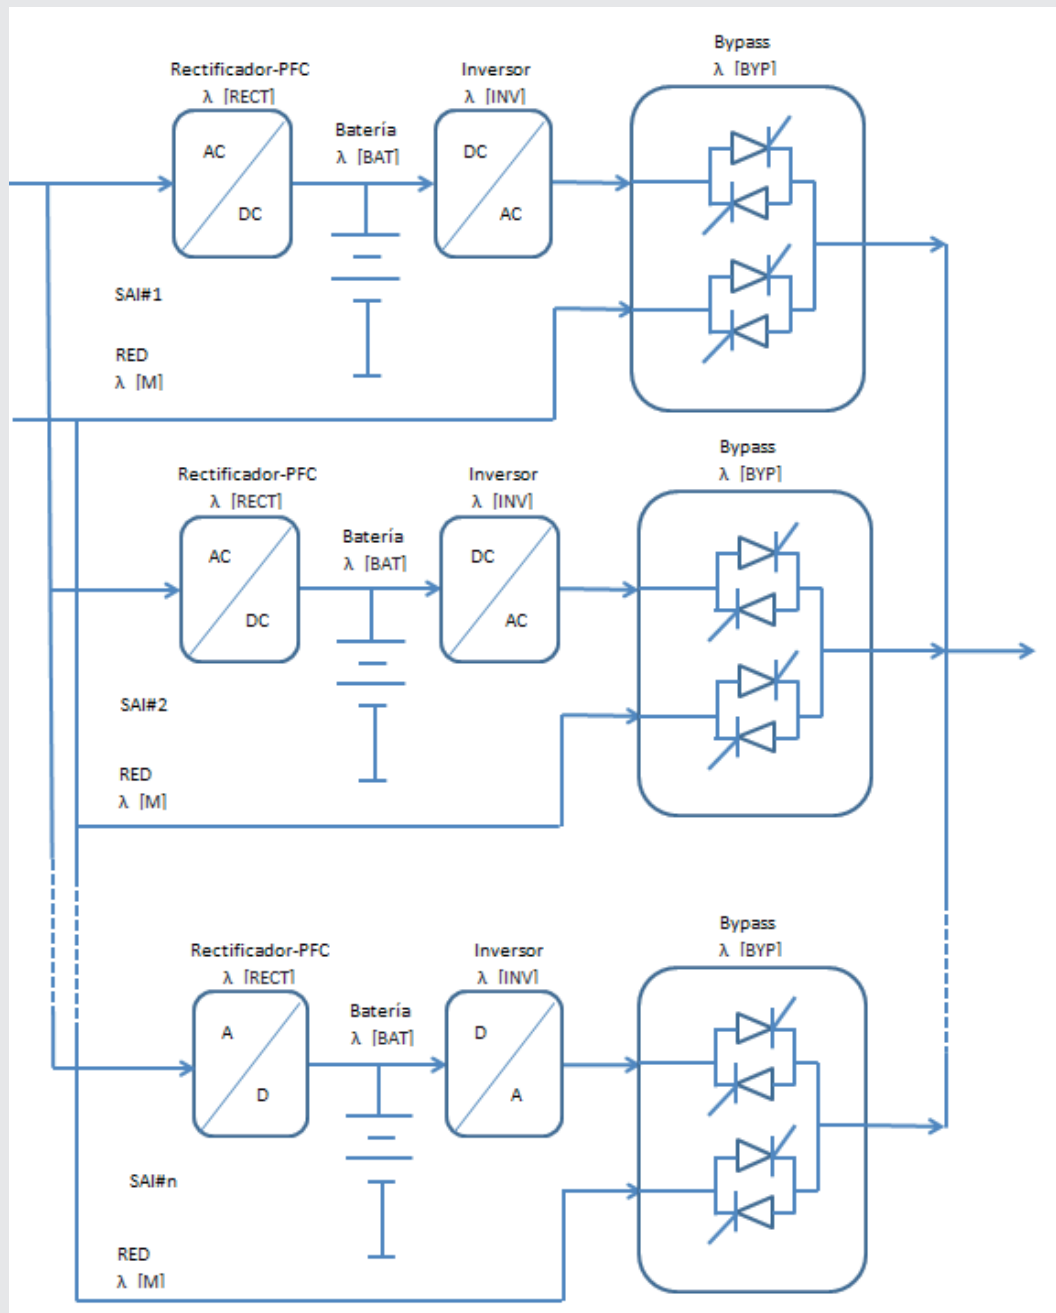 Bypass
λ [BYP]
Rectificador-PFC
λ [RECT]
Inversor
λ [INV]
Batería
λ [BAT]
AC
DC
DC
AC
SAI#1
RED
λ [M]
Bypass
λ [BYP]
Rectificador-PFC
λ [RECT]
Inversor
λ [INV]
Batería
λ [BAT]
AC
DC
DC
AC
SAI#2
RED
λ [M]
Bypass
λ [BYP]
Rectificador-PFC
λ [RECT]
Inversor
λ [INV]
Batería
λ [BAT]
A
D
D
A
SAI#n
RED
λ [M]